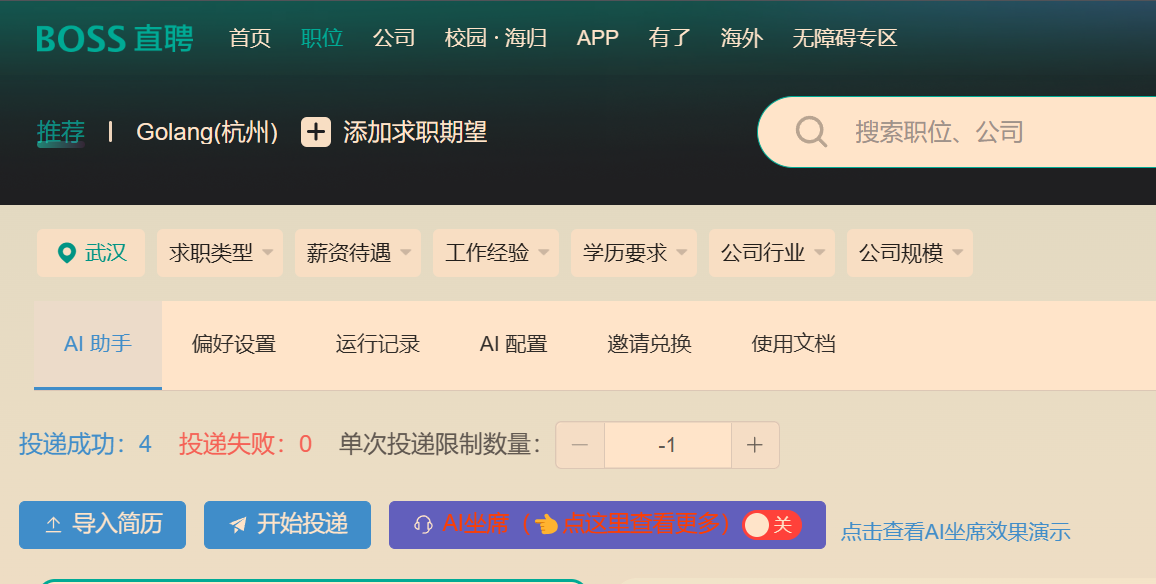 BOSS 直聘 首页 职位 公司 校园 · 海归 APP 有了 海外 无障碍专区
推荐 | Golang(杭州) 添加求职期望 搜索职位、公司
武汉 求职类型 薪资待遇 工作经验 学历要求 公司行业 公司规模
AI 助手 偏好设置 运行记录 AI 配置 邀请兑换 使用文档
投递成功：4 投递失败：0 单次投递限制数量： -1
导入简历 开始投递 AI坐席（👈点这里查看更多） 关 点击查看AI坐席效果演示